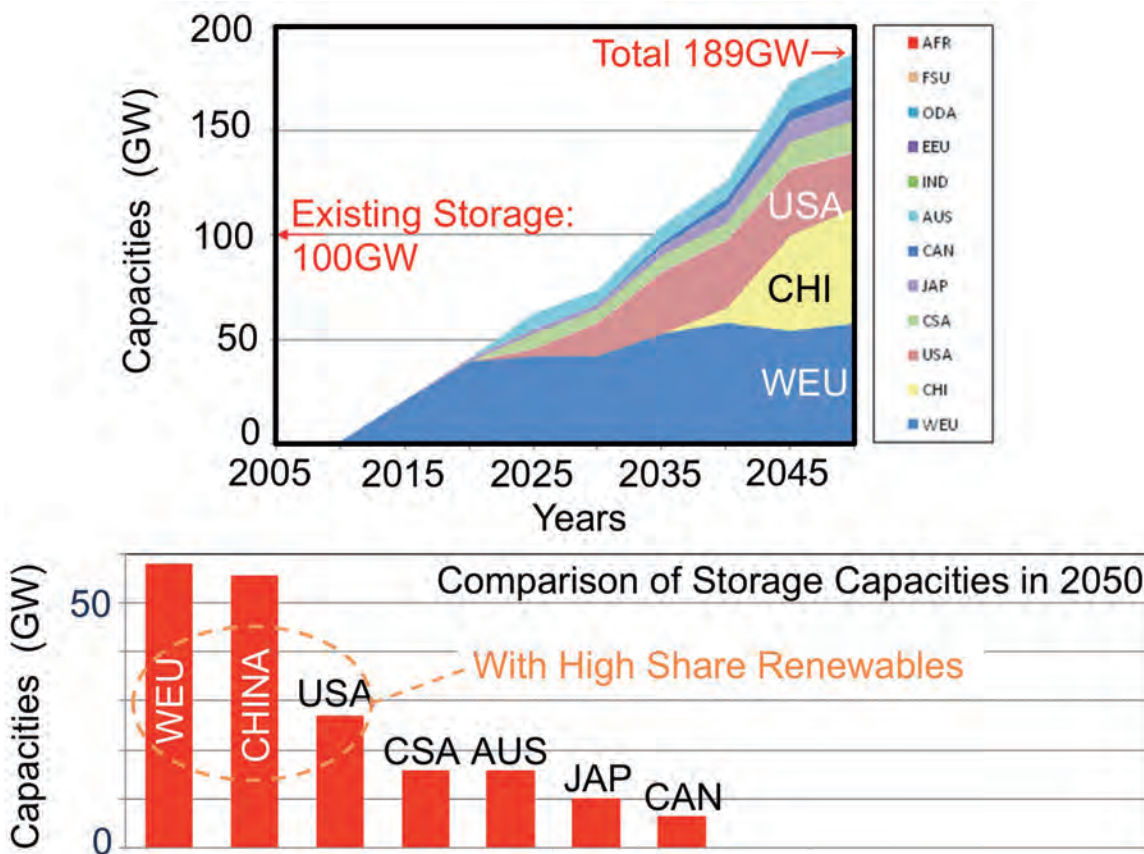 200
150
100
50
0
Capacities (GW)
Total 189GW→
Existing Storage:
100GW
USA
CHI
WEU
2005 2015 2025 2035 2045
Years
AFR
FSU
ODA
EEU
IND
AUS
CAN
JAP
CSA
USA
CHI
WEU
Comparison of Storage Capacities in 2050
Capacities (GW)
50
0
With High Share Renewables
WEU
CHINA
USA
CSA
AUS
JAP
CAN